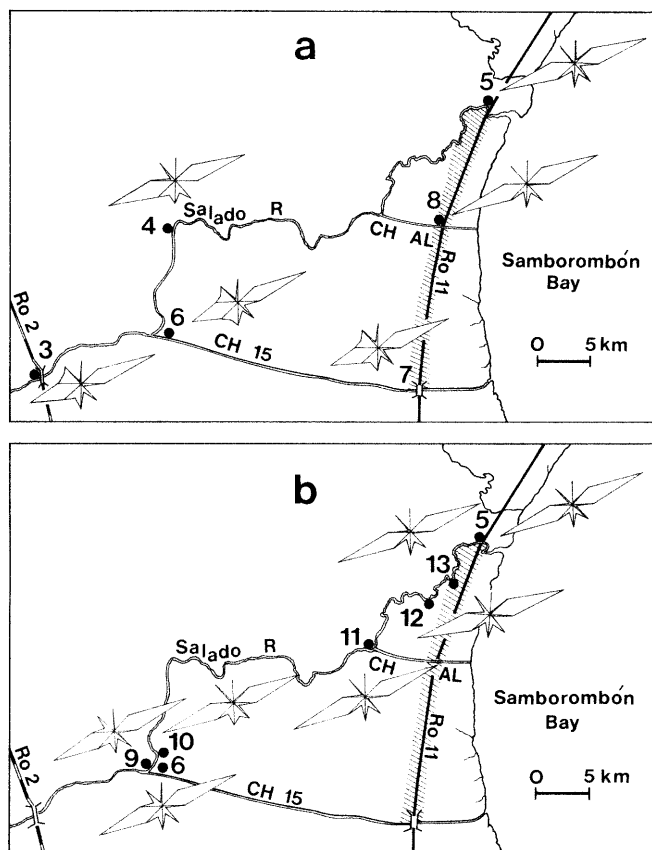 a
5
4
Salado R
8
CH AL
Ro 11
Samborombón
Bay
0 5 km
Ro 2
3
6
CH 15
7
b
5
13
12
11
Salado R
CH AL
Ro 11
Samborombón
Bay
0 5 km
Ro 2
9
10
6
CH 15